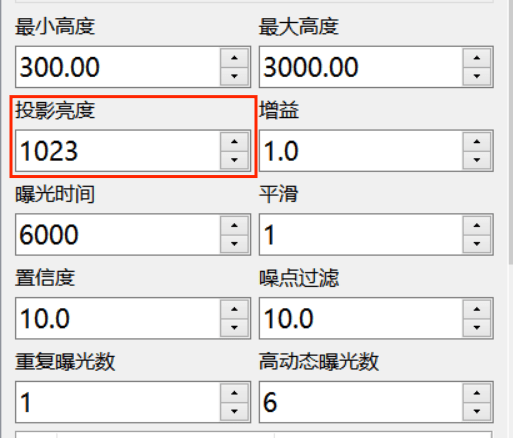 最小高度 最大高度
300.00 3000.00
投影亮度 增益
1023 1.0
曝光时间 平滑
6000 1
置信度 噪点过滤
10.0 10.0
重复曝光数 高动态曝光数
1 6